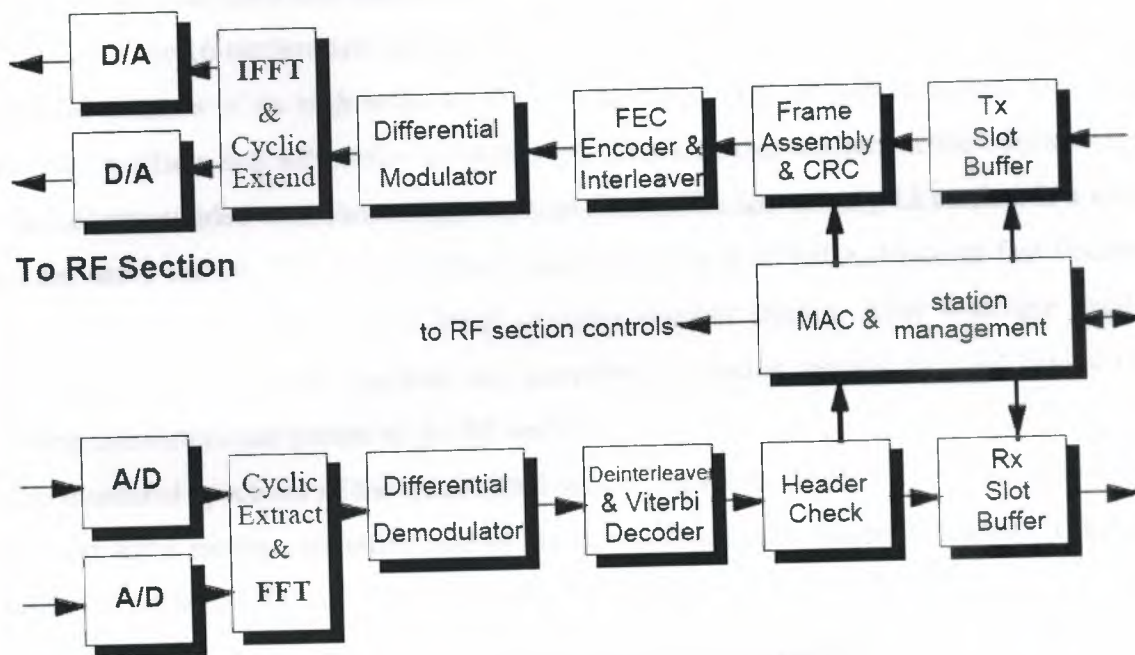 D/A
D/A
IFFT
&
Cyclic
Extend
Differential
Modulator
FEC
Encoder &
Interleaver
Frame
Assembly
& CRC
Tx
Slot
Buffer
To RF Section
to RF section controls
MAC & station
management
A/D
A/D
Cyclic
Extract
&
FFT
Differential
Demodulator
Deinterleaver
& Viterbi
Decoder
Header
Check
Rx
Slot
Buffer